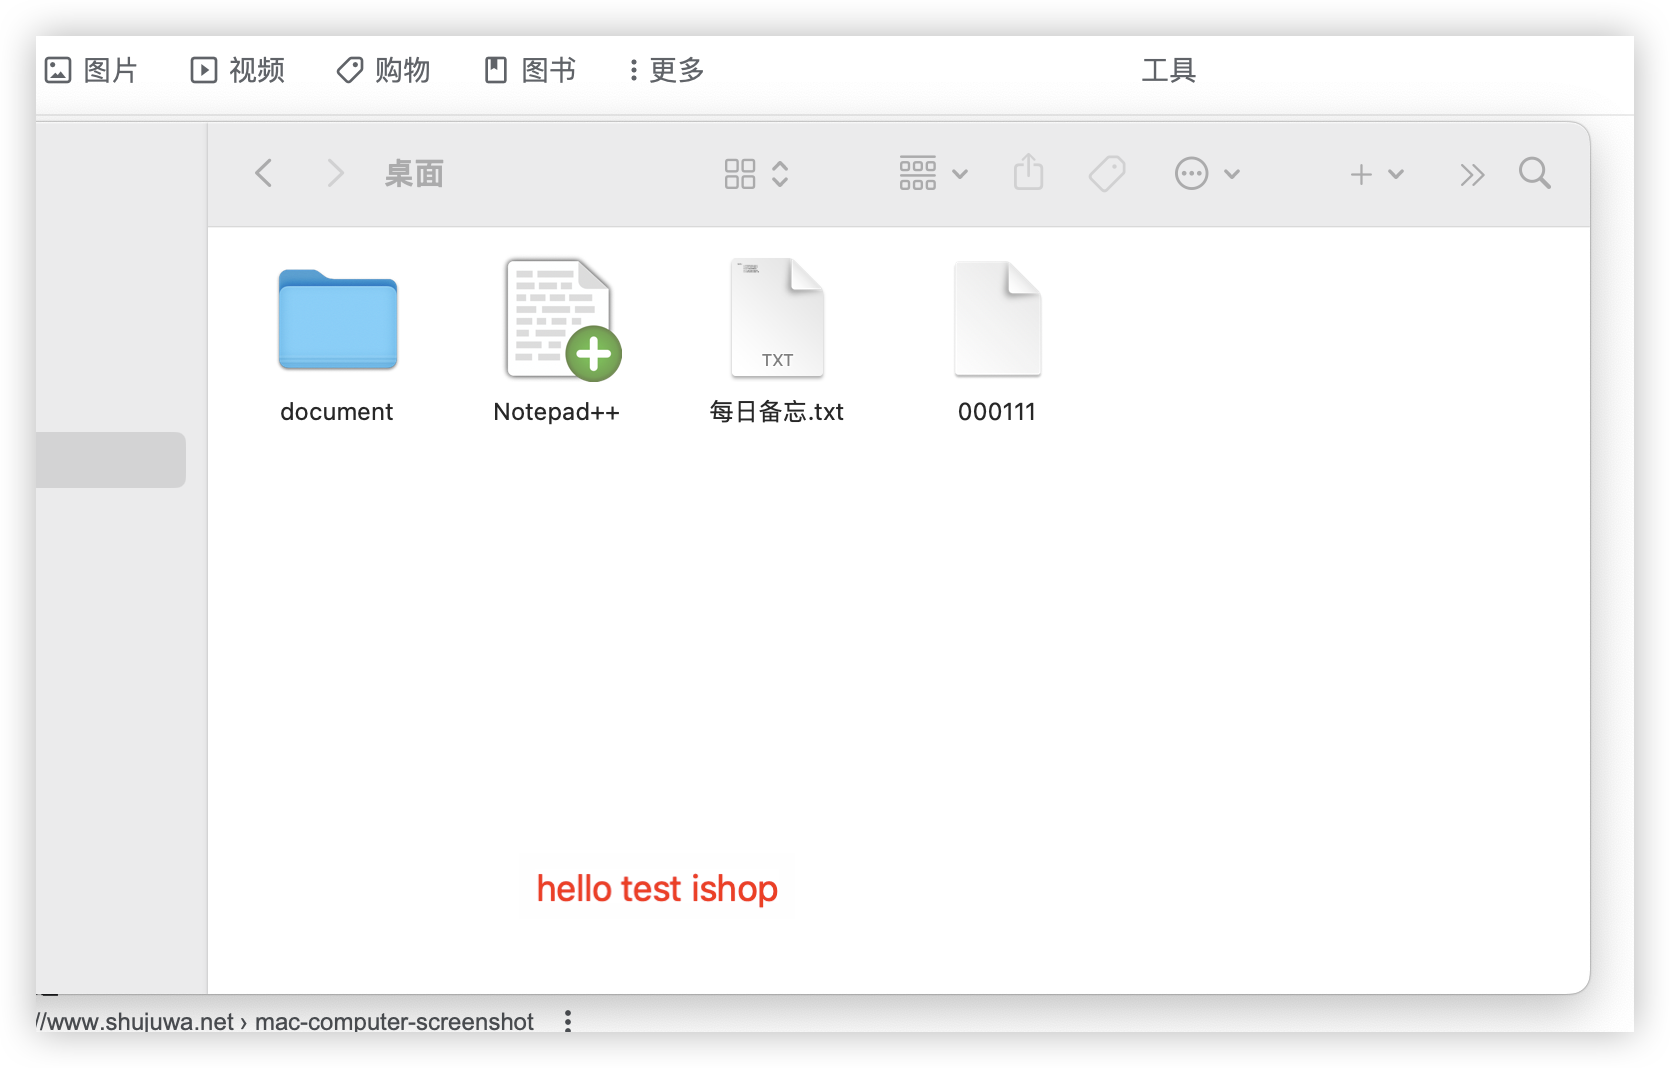 图片 视频 购物 图书 更多 工具
桌面
TXT
document Notepad++ 每日备忘.txt 000111
hello test ishop
//www.shujuwa.net › mac-computer-screenshot